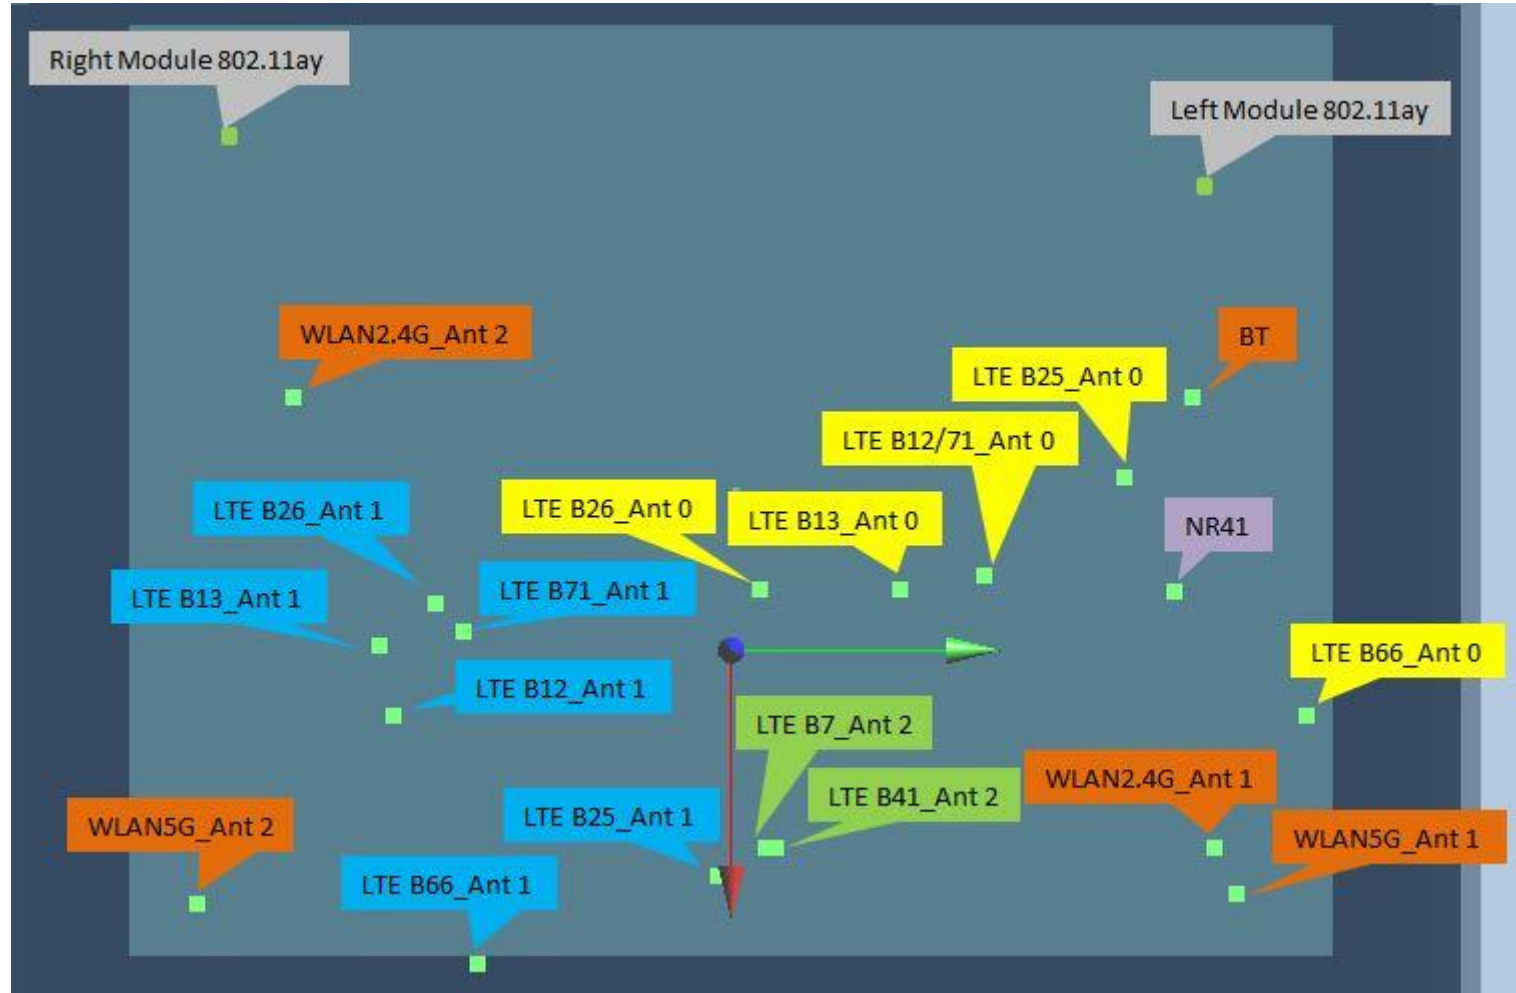 Right Module 802.11ay
Left Module 802.11ay
WLAN2.4G_Ant 2
BT
LTE B25_Ant 0
LTE B12/71_Ant 0
LTE B26_Ant 1
LTE B26_Ant 0
LTE B13_Ant 0
NR41
LTE B13_Ant 1
LTE B71_Ant 1
LTE B66_Ant 0
LTE B12_Ant 1
LTE B7_Ant 2
WLAN2.4G_Ant 1
LTE B41_Ant 2
LTE B25_Ant 1
WLAN5G_Ant 2
WLAN5G_Ant 1
LTE B66_Ant 1